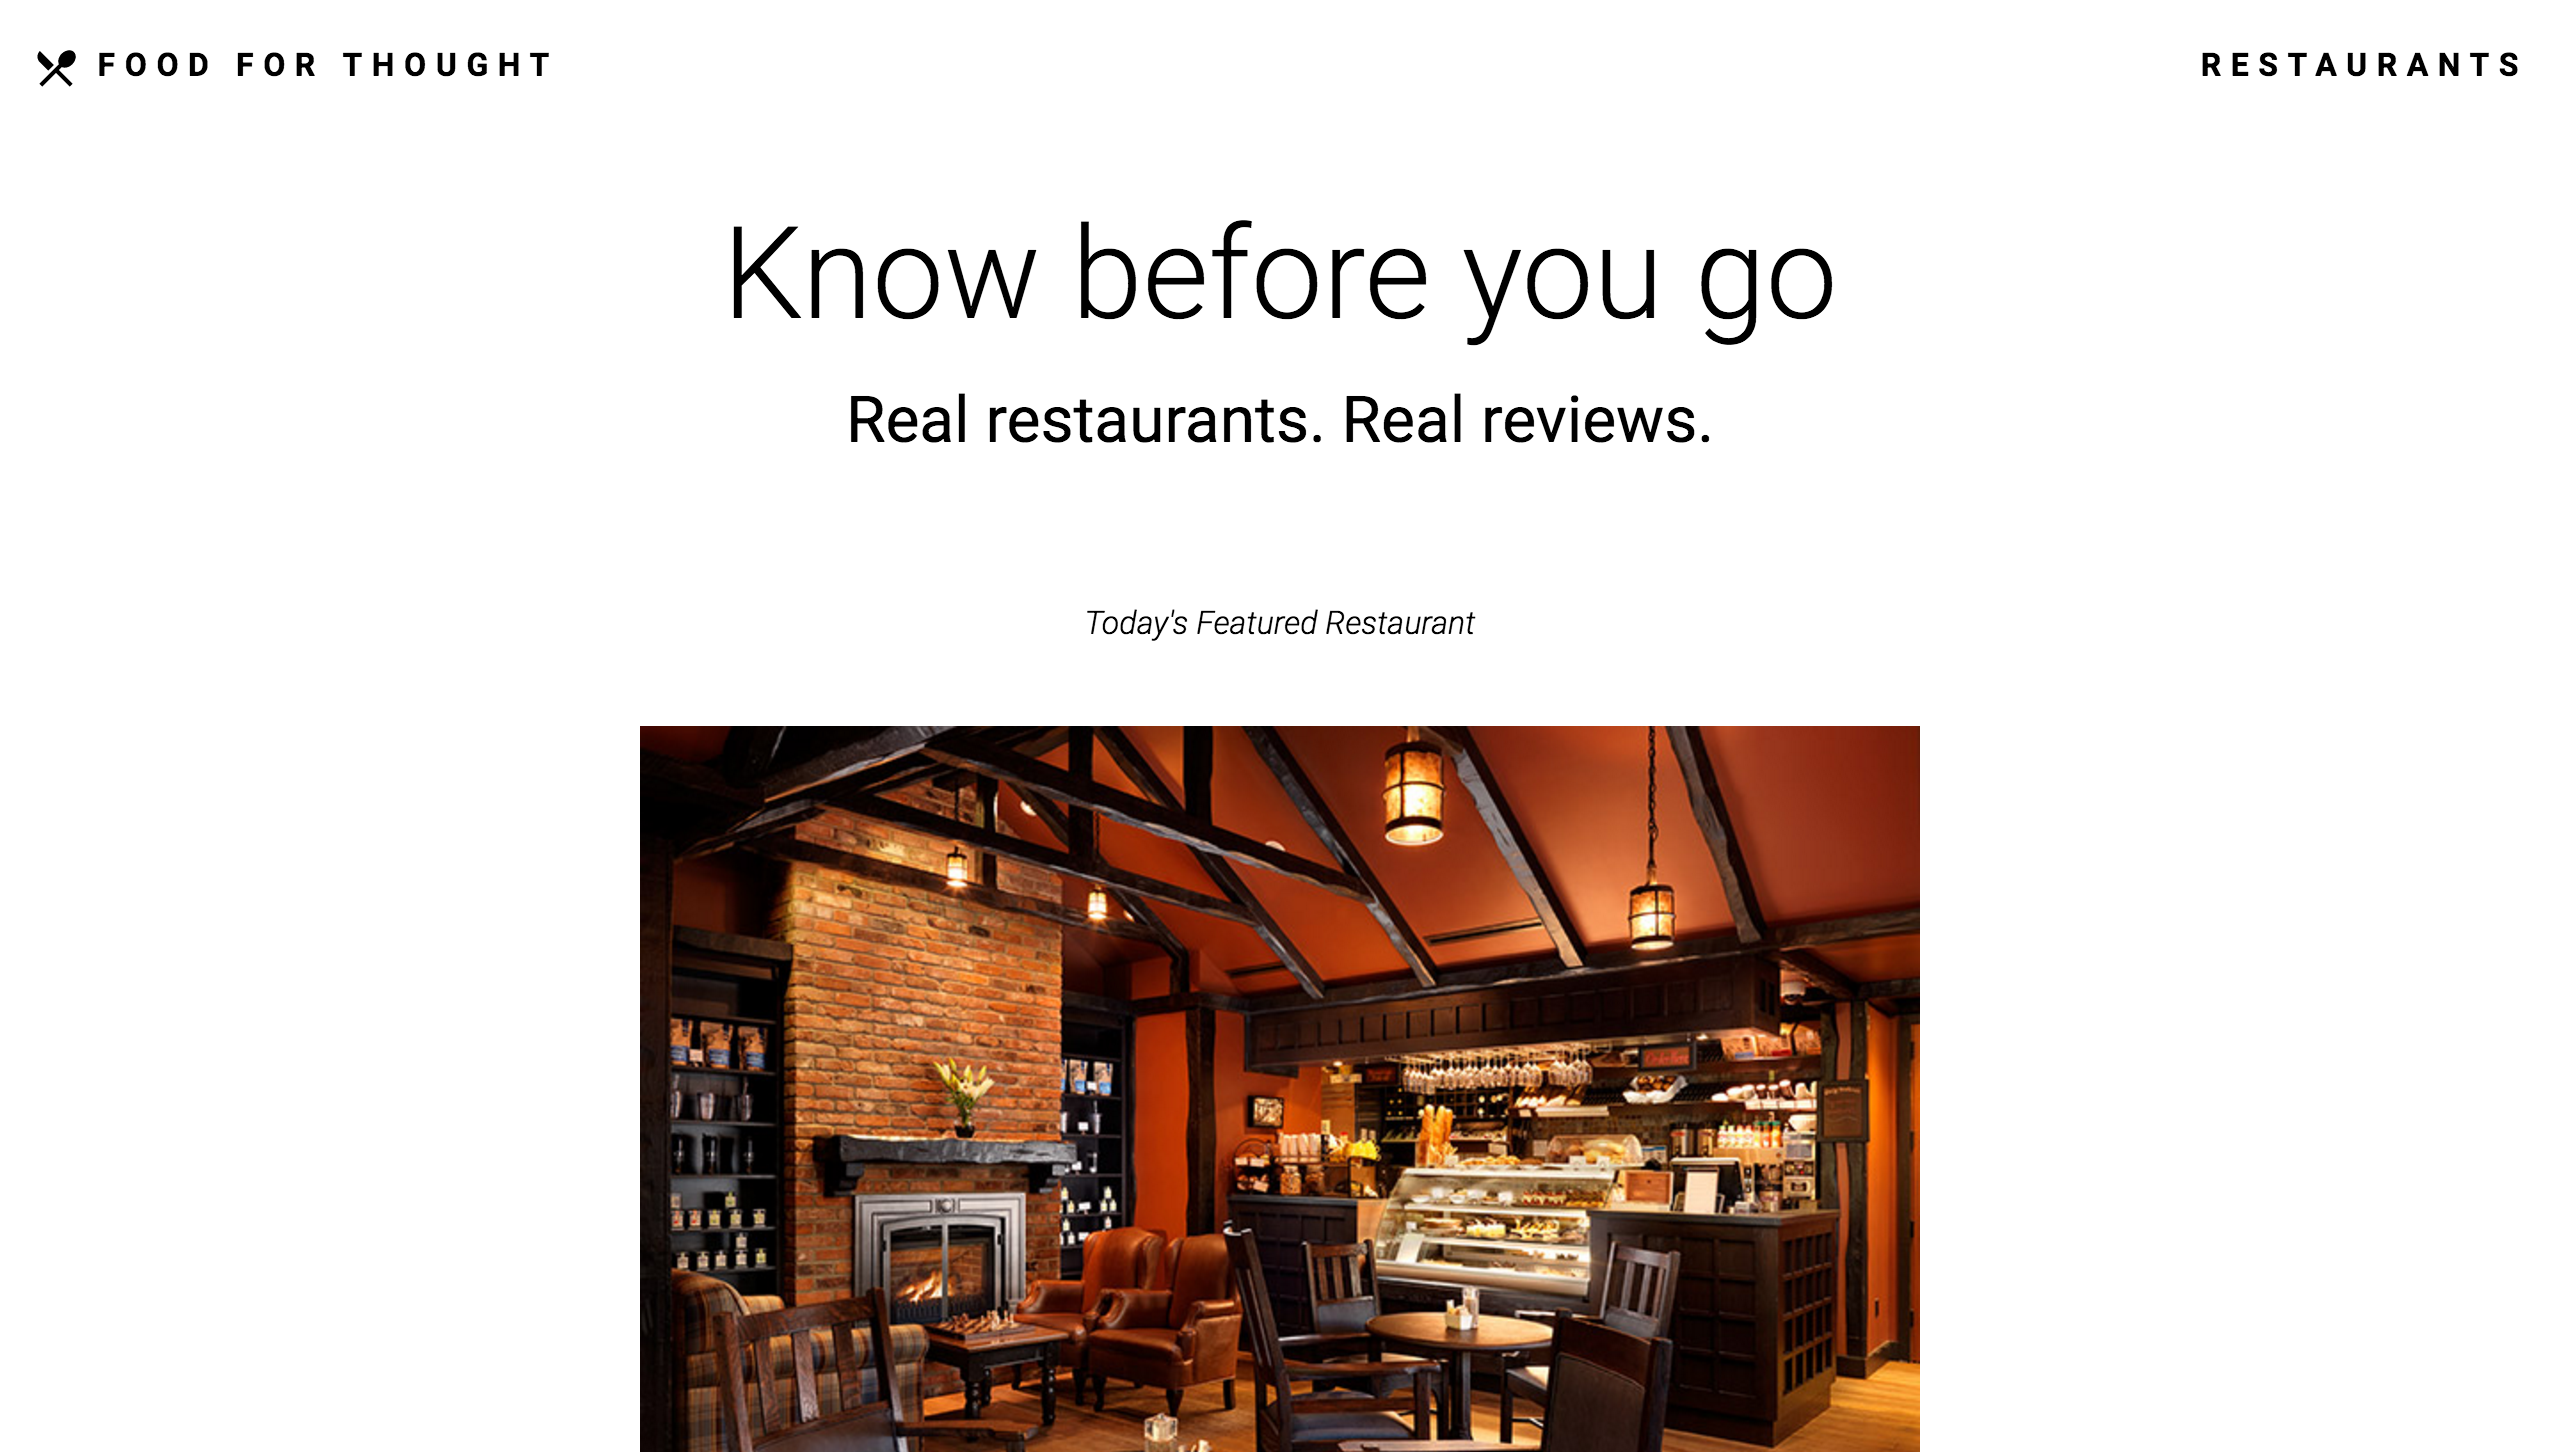 FOOD FOR THOUGHT
RESTAURANTS
Know before you go
Real restaurants. Real reviews.
Today's Featured Restaurant